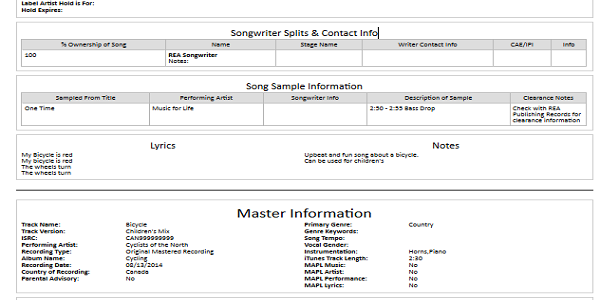 Label Artist Hold is For:
Hold Expires:
Songwriter Splits & Contact Info
% Ownership of Song Name Stage Name Writer Contact Info CAE/IPI Info
100 REA Songwriter
Notes:
Song Sample Information
Sampled From Title Performing Artist Songwriter Info Description of Sample Clearance Notes
One Time Music for Life 2:50 - 2:55 Bass Drop Check with REA
Publishing Records for
clearance information
Lyrics Notes
My Bicycle is red Upbeat and fun song about a bicycle.
My bicycle is red Can be used for children's
The wheels turn
The wheels turn
Master Information
Track Name: Bicycle Primary Genre: Country
Track Version: Children's Mix Genre Keywords:
ISRC: CAN999999999 Song Tempo:
Performing Artist: Cyclists of the North Vocal Gender:
Recording Type: Original Mastered Recording Instrumentation: Horns,Piano
Album Name: Cycling iTunes Track Length: 2:30
Recording Date: 08/13/2014 MAPL Music: No
Country of Recording: Canada MAPL Artist: No
Parental Advisory: No MAPL Performance: No
MAPL Lyrics: No